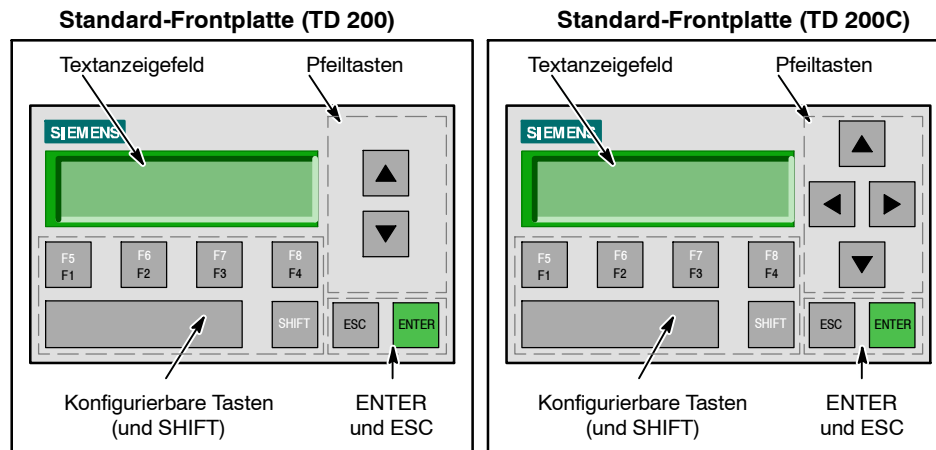 Standard-Frontplatte (TD 200)
Textanzeigefeld
Pfeiltasten
SIEMENS
F5
F1
F6
F2
F7
F3
F8
F4
SHIFT
ESC
ENTER
Konfigurierbare Tasten
(und SHIFT)
ENTER
und ESC
Standard-Frontplatte (TD 200C)
Textanzeigefeld
Pfeiltasten
SIEMENS
F5
F1
F6
F2
F7
F3
F8
F4
SHIFT
ESC
ENTER
Konfigurierbare Tasten
(und SHIFT)
ENTER
und ESC